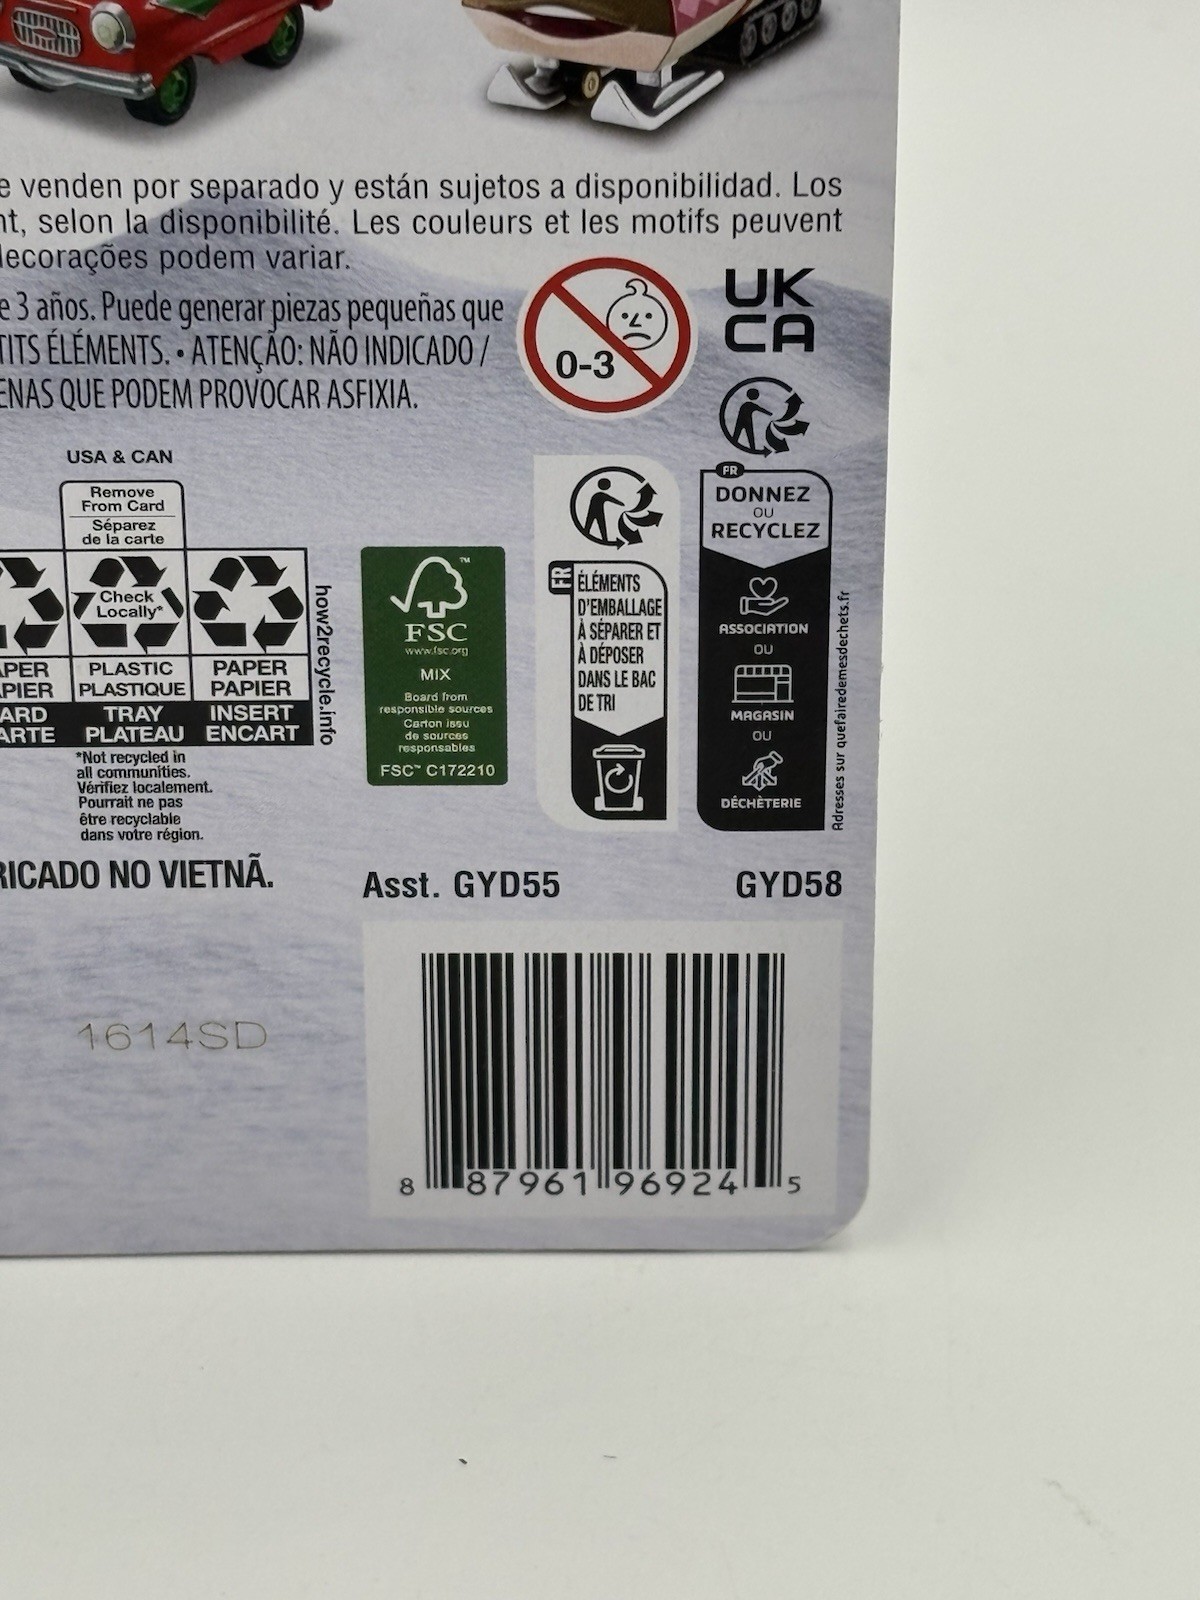 e venden por separado y están sujetos a disponibilidad. Los
nt, selon la disponibilité. Les couleurs et les motifs peuvent
decorações podem variar.
e 3 años. Puede generar piezas pequeñas que
TITS ÉLÉMENTS. • ATENÇÃO: NÃO INDICADO /
ENAS QUE PODEM PROVOCAR ASFIXIA.
0-3
UK
CA
USA & CAN
Remove
From Card
Séparez
de la carte
Check
Locally*
APER
PIER
ARD
ARTE
PLASTIC
PLASTIQUE
TRAY
PLATEAU
PAPER
PAPIER
INSERT
ENCART
how2recycle.info
*Not recycled in
all communities.
Vérifiez localement.
Pourrait ne pas
être recyclable
dans votre région.
FSC
www.fsc.org
MIX
Board from
responsible sources
Carton issu
de sources
responsables
FSC™ C172210
FR
ÉLÉMENTS
D'EMBALLAGE
À SÉPARER ET
À DÉPOSER
DANS LE BAC
DE TRI
FR
DONNEZ
OU
RECYCLEZ
ASSOCIATION
OU
MAGASIN
OU
DÉCHÈTERIE
Adresses sur quefairedemesdechets.fr
RICADO NO VIETNÃ.
Asst. GYD55 GYD58
1614SD
8 87961 96924 5